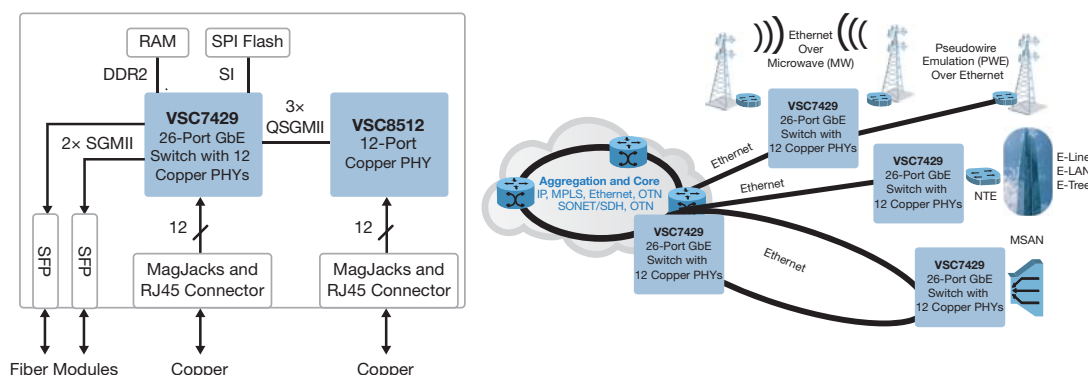 RAM
SPI Flash
DDR2
SI
VSC7429
26-Port GbE
Switch with 12
Copper PHYs
3×
QSGMII
VSC8512
12-Port
Copper PHY
2× SGMII
SFP
SFP
12
12
MagJacks and
RJ45 Connector
MagJacks and
RJ45 Connector
Fiber Modules
Copper
Copper
Ethernet
Over
Microwave (MW)
Pseudowire
Emulation (PWE)
Over Ethernet
VSC7429
26-Port GbE
Switch with
12 Copper PHYs
Ethernet
Aggregation and Core
IP, MPLS, Ethernet, OTN
SONET/SDH, OTN
Ethernet
VSC7429
26-Port GbE
Switch with
12 Copper PHYs
NTE
E-Line
E-LAN
E-Tree
VSC7429
26-Port GbE
Switch with
12 Copper PHYs
Ethernet
MSAN
VSC7429
26-Port GbE
Switch with
12 Copper PHYs